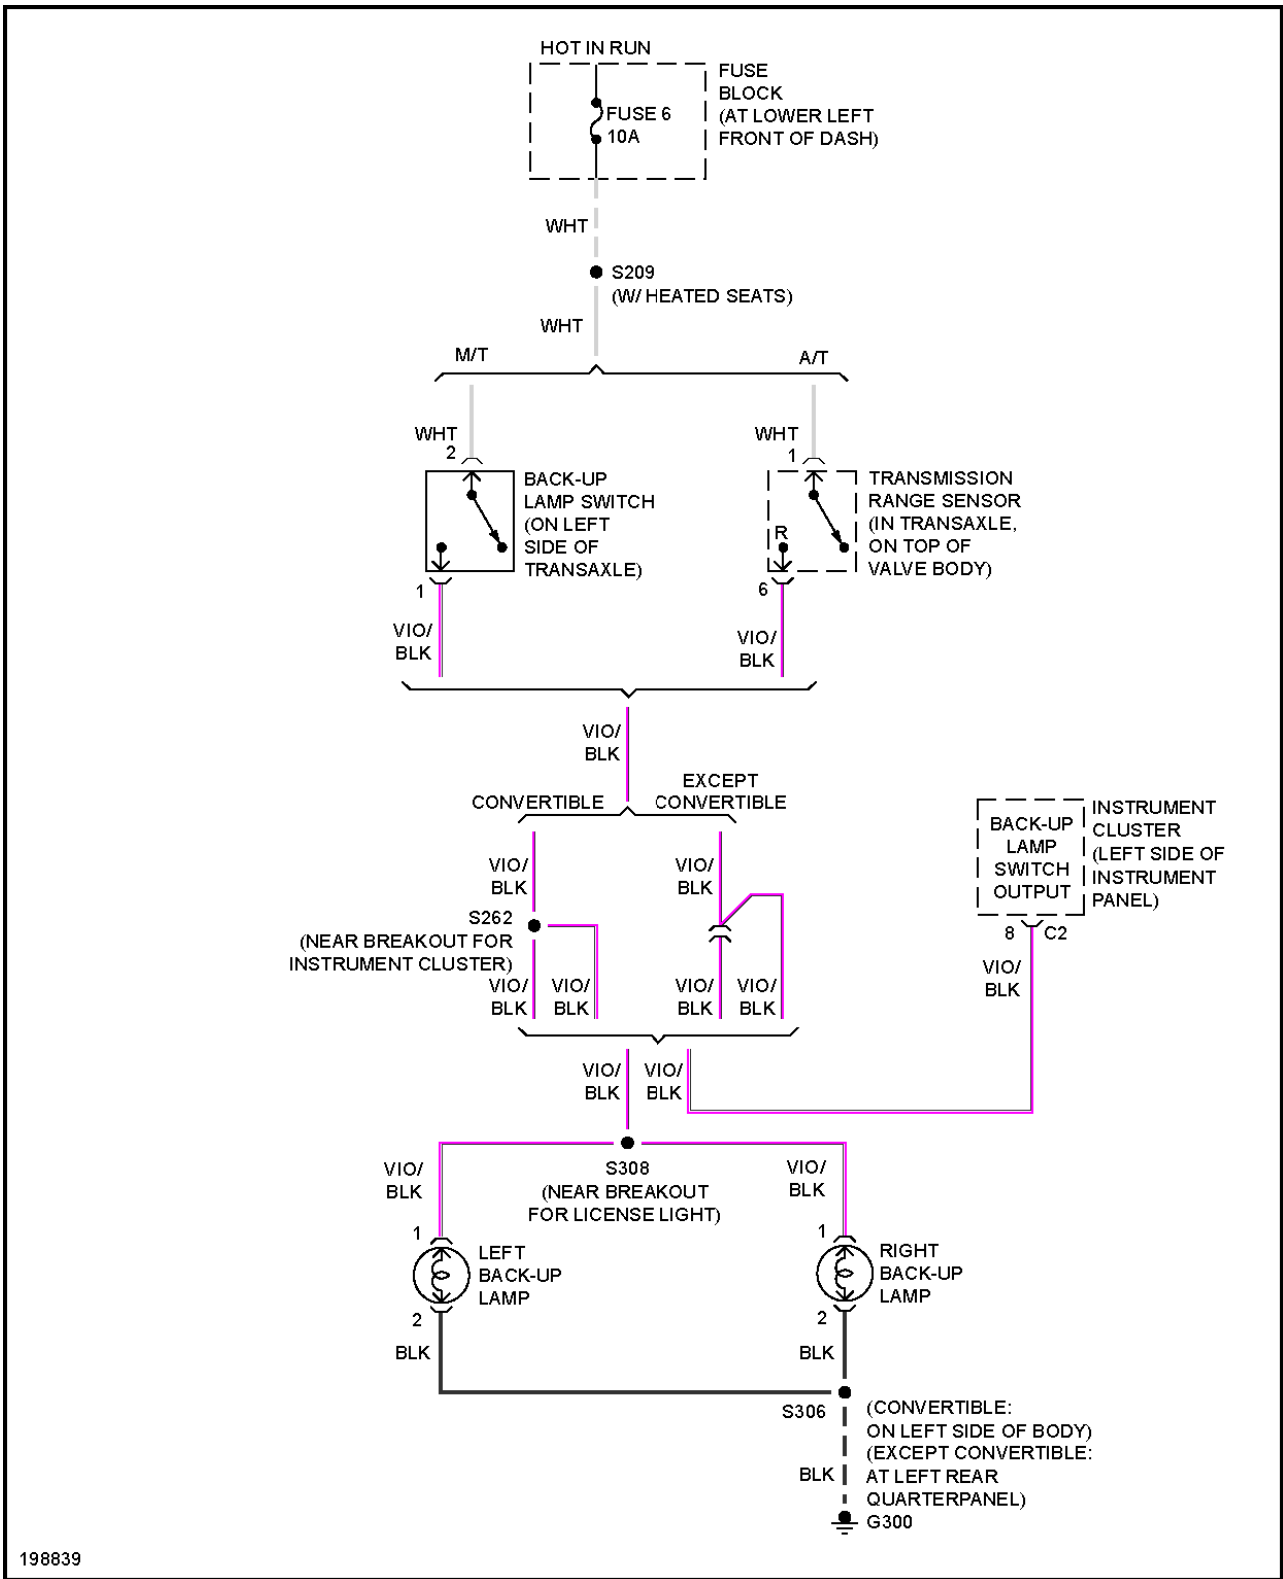 HOT IN RUN
FUSE
BLOCK
(AT LOWER LEFT
FRONT OF DASH)
FUSE 6
10A
WHT
S209
(W/ HEATED SEATS)
WHT
M/T
A/T
WHT
2
WHT
1
BACK-UP
LAMP SWITCH
(ON LEFT
SIDE OF
TRANSAXLE)
TRANSMISSION
RANGE SENSOR
(IN TRANSAXLE,
ON TOP OF
VALVE BODY)
R
1
6
VIO/
BLK
VIO/
BLK
VIO/
BLK
CONVERTIBLE
EXCEPT
CONVERTIBLE
BACK-UP
LAMP
SWITCH
OUTPUT
INSTRUMENT
CLUSTER
(LEFT SIDE OF
INSTRUMENT
PANEL)
8
C2
VIO/
BLK
VIO/
BLK
VIO/
BLK
S262
(NEAR BREAKOUT FOR
INSTRUMENT CLUSTER)
VIO/
BLK
VIO/
BLK
VIO/
BLK
VIO/
BLK
VIO/
BLK
VIO/
BLK
S308
(NEAR BREAKOUT
FOR LICENSE LIGHT)
VIO/
BLK
VIO/
BLK
1
1
LEFT
BACK-UP
LAMP
RIGHT
BACK-UP
LAMP
2
2
BLK
BLK
S306
(CONVERTIBLE:
ON LEFT SIDE OF BODY)
(EXCEPT CONVERTIBLE:
AT LEFT REAR
QUARTERPANEL)
BLK
G300
198839